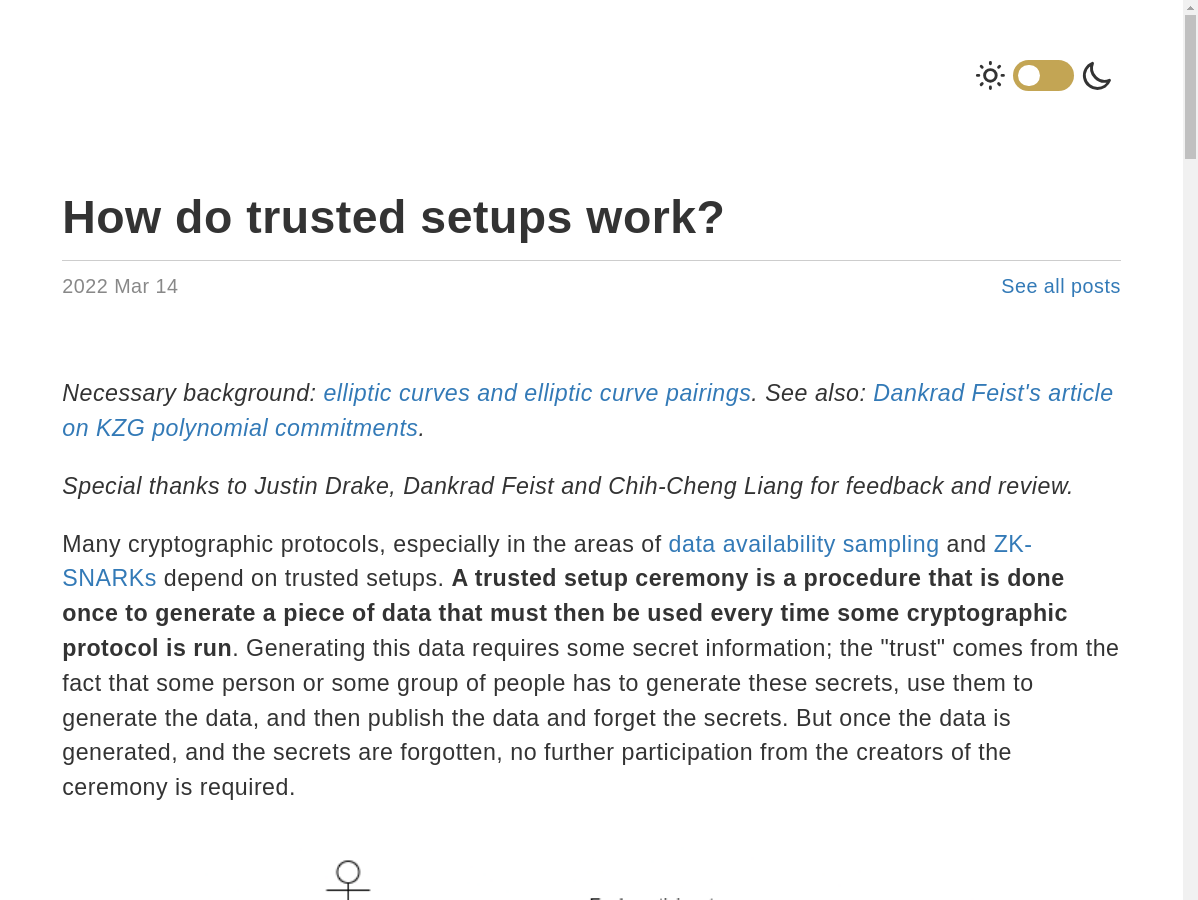 How do trusted setups work?
2022 Mar 14
See all posts
Necessary background: elliptic curves and elliptic curve pairings. See also: Dankrad Feist's article
on KZG polynomial commitments.
Special thanks to Justin Drake, Dankrad Feist and Chih-Cheng Liang for feedback and review.
Many cryptographic protocols, especially in the areas of data availability sampling and ZK-
SNARKs depend on trusted setups. A trusted setup ceremony is a procedure that is done
once to generate a piece of data that must then be used every time some cryptographic
protocol is run. Generating this data requires some secret information; the "trust" comes from the
fact that some person or some group of people has to generate these secrets, use them to
generate the data, and then publish the data and forget the secrets. But once the data is
generated, and the secrets are forgotten, no further participation from the creators of the
ceremony is required.